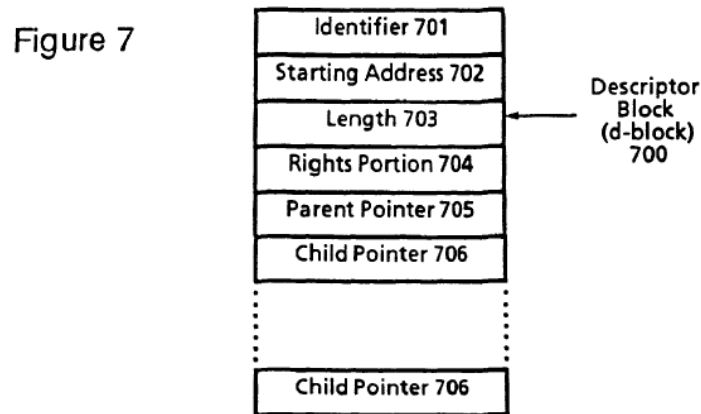 Figure 7
Identifier 701
Starting Address 702
Length 703
Rights Portion 704
Parent Pointer 705
Child Pointer 706
Child Pointer 706
Descriptor
Block
(d-block)
700